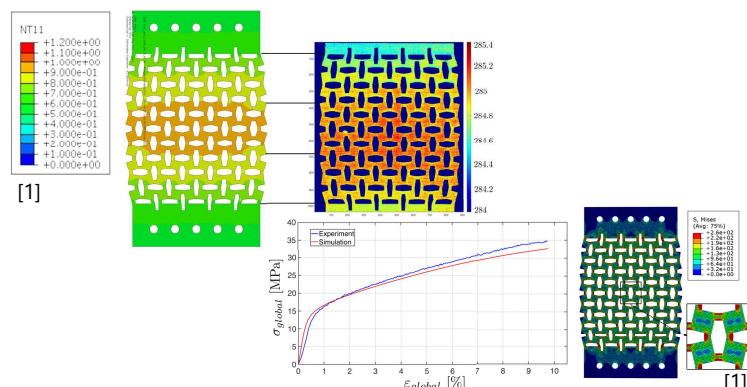 NT11
+1.200e+00
+1.100e+00
+1.000e+00
+9.000e-01
+8.000e-01
+7.000e-01
+6.000e-01
+5.000e-01
+4.000e-01
+3.000e-01
+2.000e-01
+1.000e-01
+0.000e+00
[1]
285.4
285.2
285
284.8
284.6
284.4
284.2
284
40
35
30
25
20
15
10
5
0
σglobal [MPa]
Experiment
Simulation
0 1 2 3 4 5 6 7 8 9 10
εglobal [%]
S, Mises
(Avg: 75%)
+2.6e+02
+2.2e+02
+1.9e+02
+1.6e+02
+1.3e+02
+9.6e+01
+6.4e+01
+3.2e+01
+0.0e+00
[1]